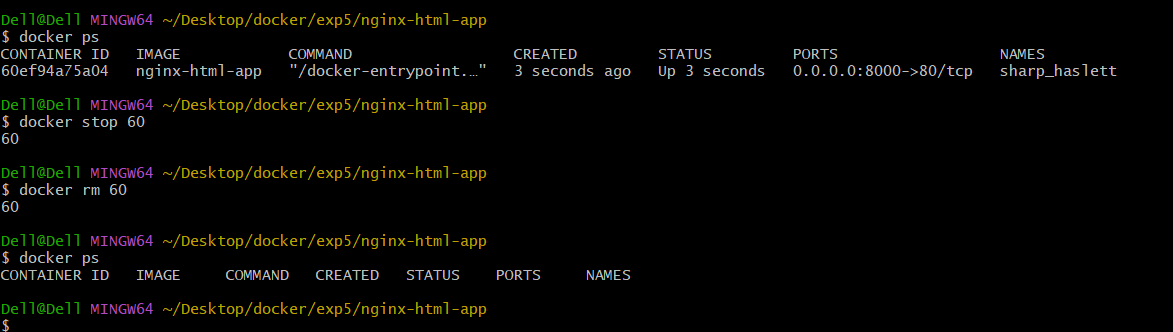 Dell@Dell MINGW64 ~/Desktop/docker/exp5/nginx-html-app
$ docker ps
CONTAINER ID   IMAGE            COMMAND                  CREATED         STATUS         PORTS                  NAMES
60ef94a75a04   nginx-html-app   "/docker-entrypoint.…"   3 seconds ago   Up 3 seconds   0.0.0.0:8000->80/tcp   sharp_haslett
Dell@Dell MINGW64 ~/Desktop/docker/exp5/nginx-html-app
$ docker stop 60
60
Dell@Dell MINGW64 ~/Desktop/docker/exp5/nginx-html-app
$ docker rm 60
60
Dell@Dell MINGW64 ~/Desktop/docker/exp5/nginx-html-app
$ docker ps
CONTAINER ID   IMAGE     COMMAND   CREATED   STATUS    PORTS     NAMES
Dell@Dell MINGW64 ~/Desktop/docker/exp5/nginx-html-app
$